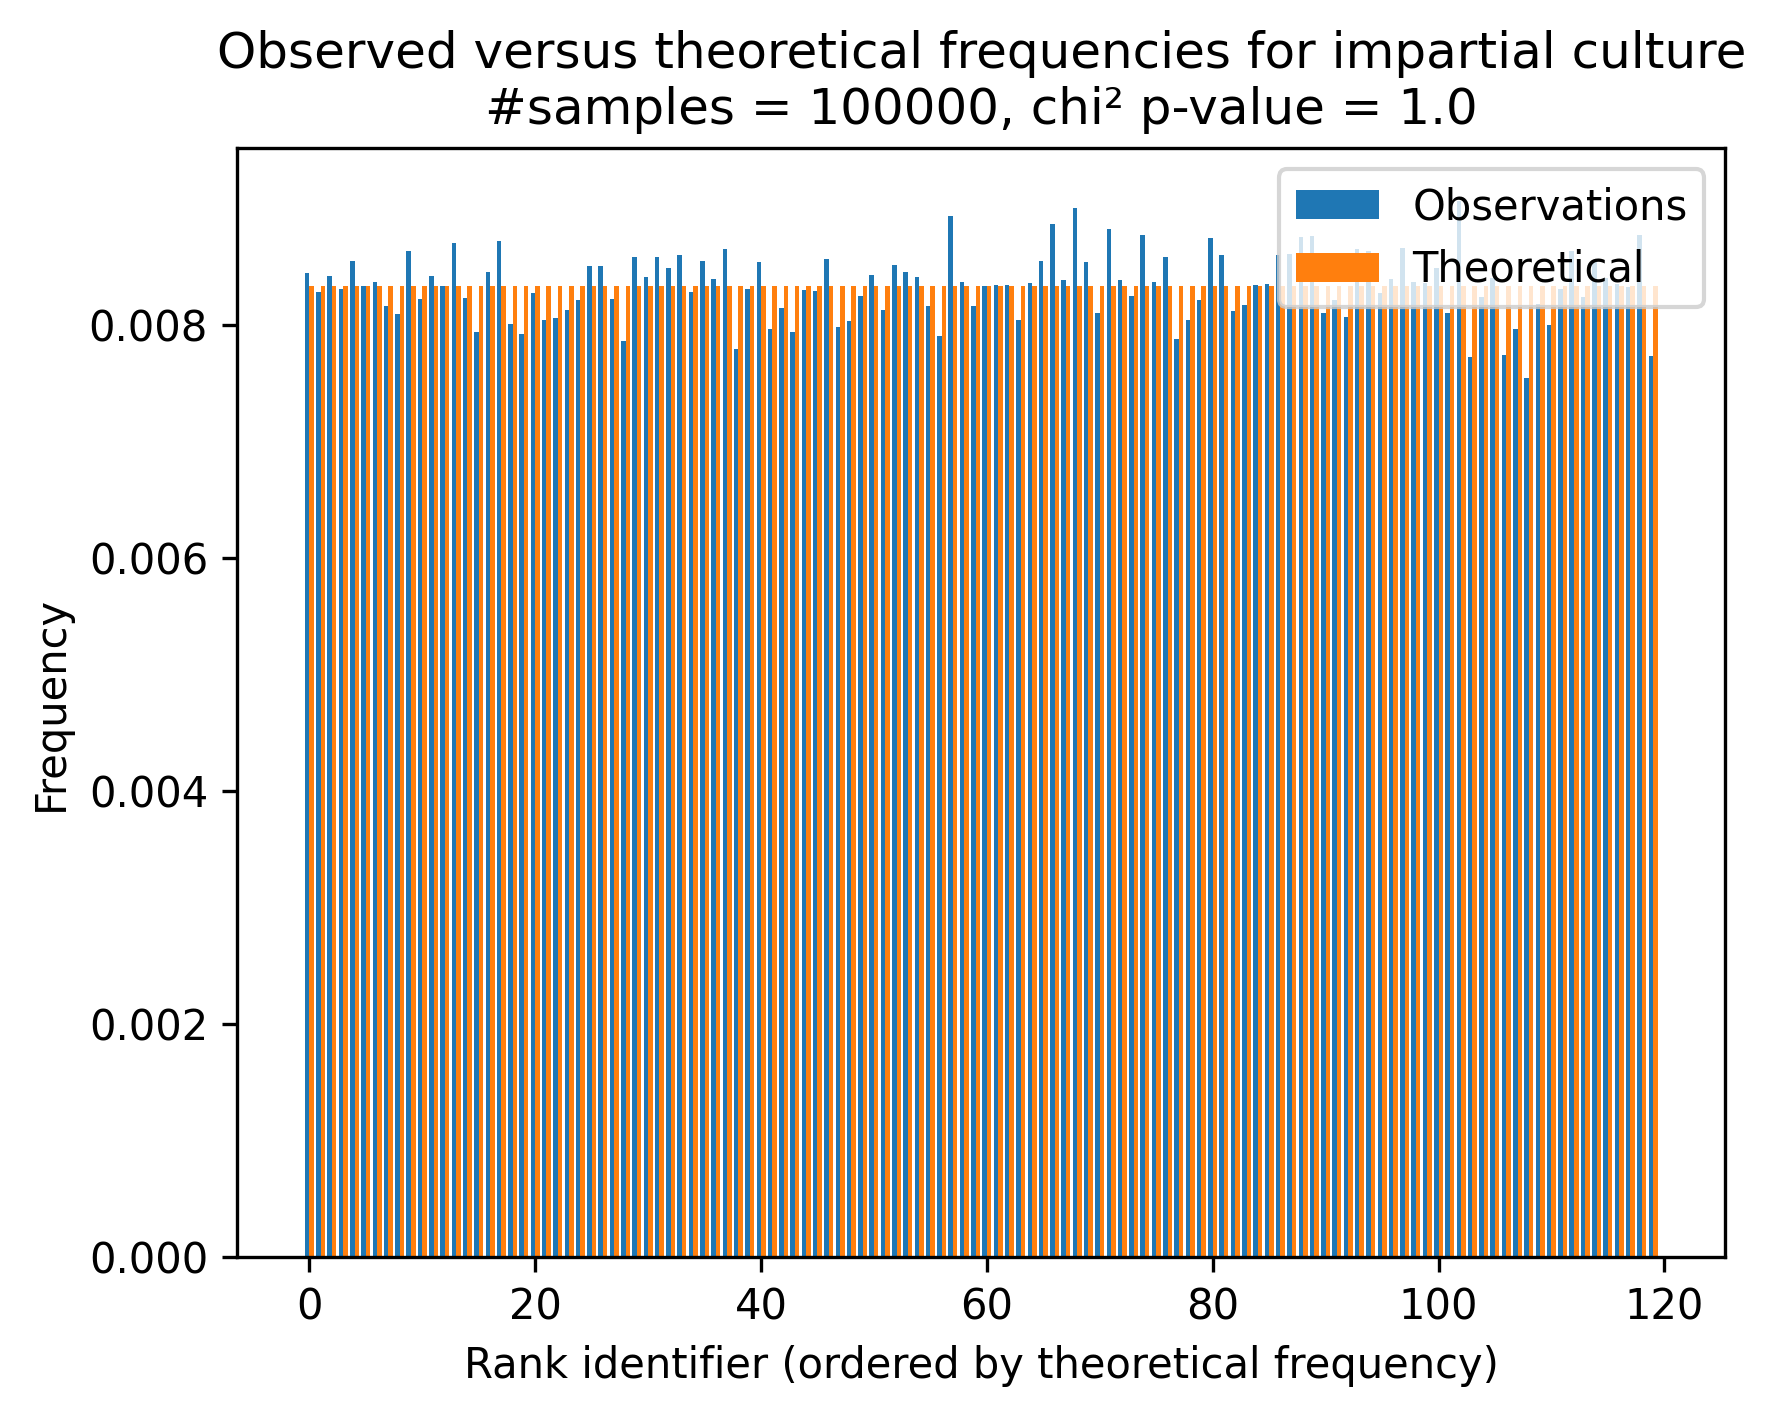 Observed versus theoretical frequencies for impartial culture
#samples = 100000, chi² p-value = 1.0
Observations
Theoretical
0.008
0.006
0.004
0.002
0.000
Frequency
0 20 40 60 80 100 120
Rank identifier (ordered by theoretical frequency)